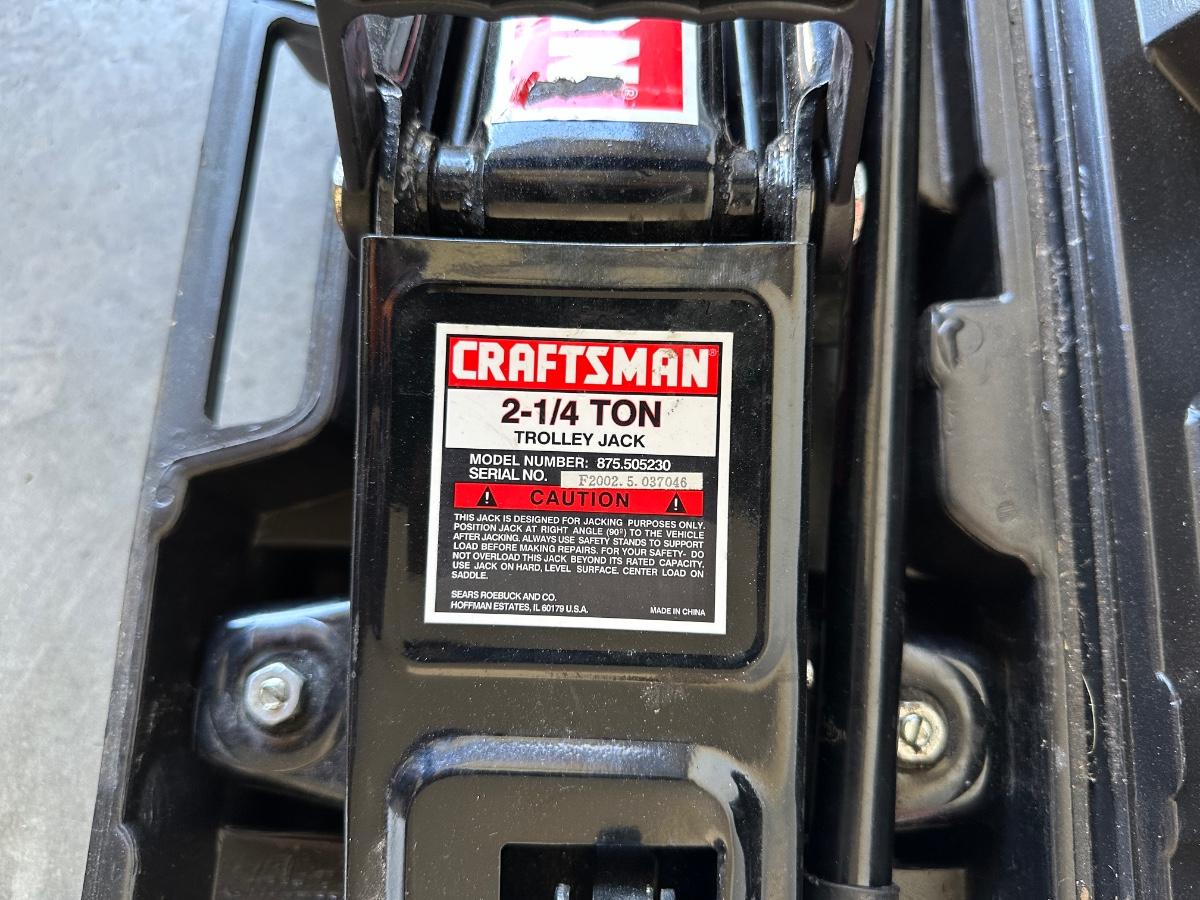 N®
CRAFTSMAN®
2-1/4 TON
TROLLEY JACK
MODEL NUMBER: 875.505230
SERIAL NO. F2002.5.037046
CAUTION
THIS JACK IS DESIGNED FOR JACKING PURPOSES ONLY.
POSITION JACK AT RIGHT ANGLE (90º) TO THE VEHICLE
AFTER JACKING. ALWAYS USE SAFETY STANDS TO SUPPORT
LOAD BEFORE MAKING REPAIRS. FOR YOUR SAFETY- DO
NOT OVERLOAD THIS JACK BEYOND ITS RATED CAPACITY.
USE JACK ON HARD, LEVEL SURFACE. CENTER LOAD ON
SADDLE.
SEARS ROEBUCK AND CO.
HOFFMAN ESTATES, IL 60179 U.S.A. MADE IN CHINA